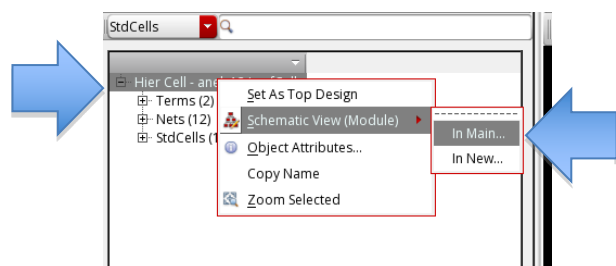 StdCells
Hier Cell -
Set As Top Design
Terms (2)
Nets (12)
Schematic View (Module)
In Main...
StdCells (1
Object Attributes...
In New...
Copy Name
Zoom Selected